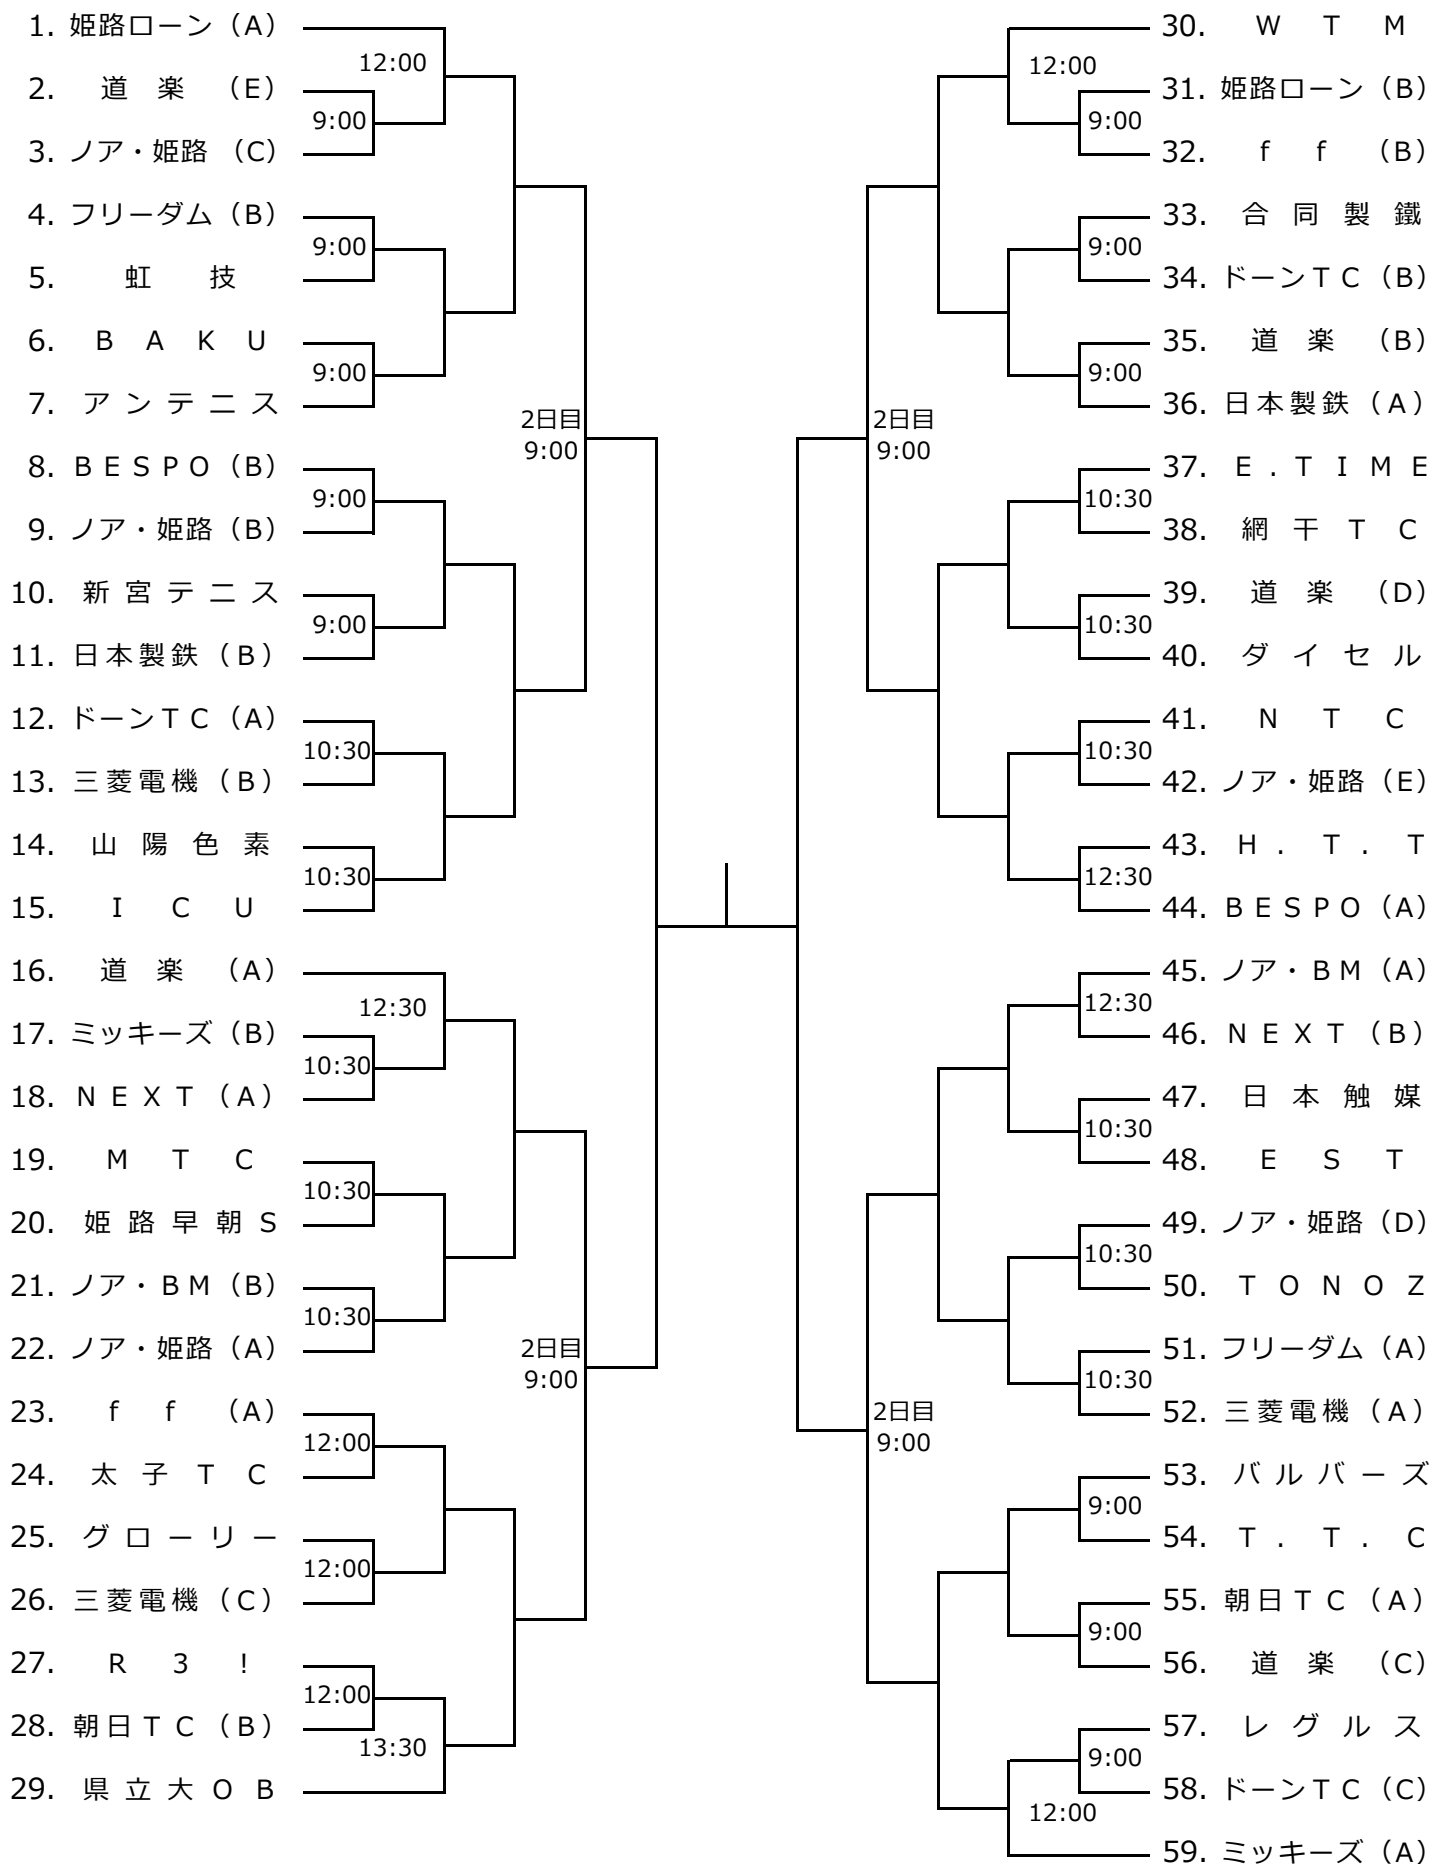 1. 姫路ローン（A）
12:00
2. 道楽（E）
9:00
3. ノア・姫路（C）
4. フリーダム（B）
9:00
5. 虹技
6. BAKU
9:00
7. アンテニス
2日目
9:00
8. BESPO（B）
9:00
9. ノア・姫路（B）
10. 新宮テニス
9:00
11. 日本製鉄（B）
12. ドーンTC（A）
10:30
13. 三菱電機（B）
14. 山陽色素
10:30
15. ICU
16. 道楽（A）
12:30
17. ミッキーズ（B）
10:30
18. NEXT（A）
19. MTC
10:30
20. 姫路早朝S
21. ノア・BM（B）
10:30
22. ノア・姫路（A）
2日目
9:00
23. ff（A）
12:00
24. 太子TC
25. グローリー
12:00
26. 三菱電機（C）
27. R3!
12:00
28. 朝日TC（B）
13:30
29. 県立大OB
30. WTM
12:00
31. 姫路ローン（B）
9:00
32. ff（B）
33. 合同製鐵
9:00
34. ドーンTC（B）
35. 道楽（B）
9:00
36. 日本製鉄（A）
2日目
9:00
37. E.TIME
10:30
38. 網干TC
39. 道楽（D）
10:30
40. ダイセル
41. NTC
10:30
42. ノア・姫路（E）
43. H.T.T
12:30
44. BESPO（A）
45. ノア・BM（A）
12:30
46. NEXT（B）
47. 日本触媒
10:30
48. EST
49. ノア・姫路（D）
10:30
50. TONOZ
51. フリーダム（A）
10:30
52. 三菱電機（A）
2日目
9:00
53. バルバーズ
9:00
54. T.T.C
55. 朝日TC（A）
9:00
56. 道楽（C）
57. レグルス
9:00
58. ドーンTC（C）
12:00
59. ミッキーズ（A）